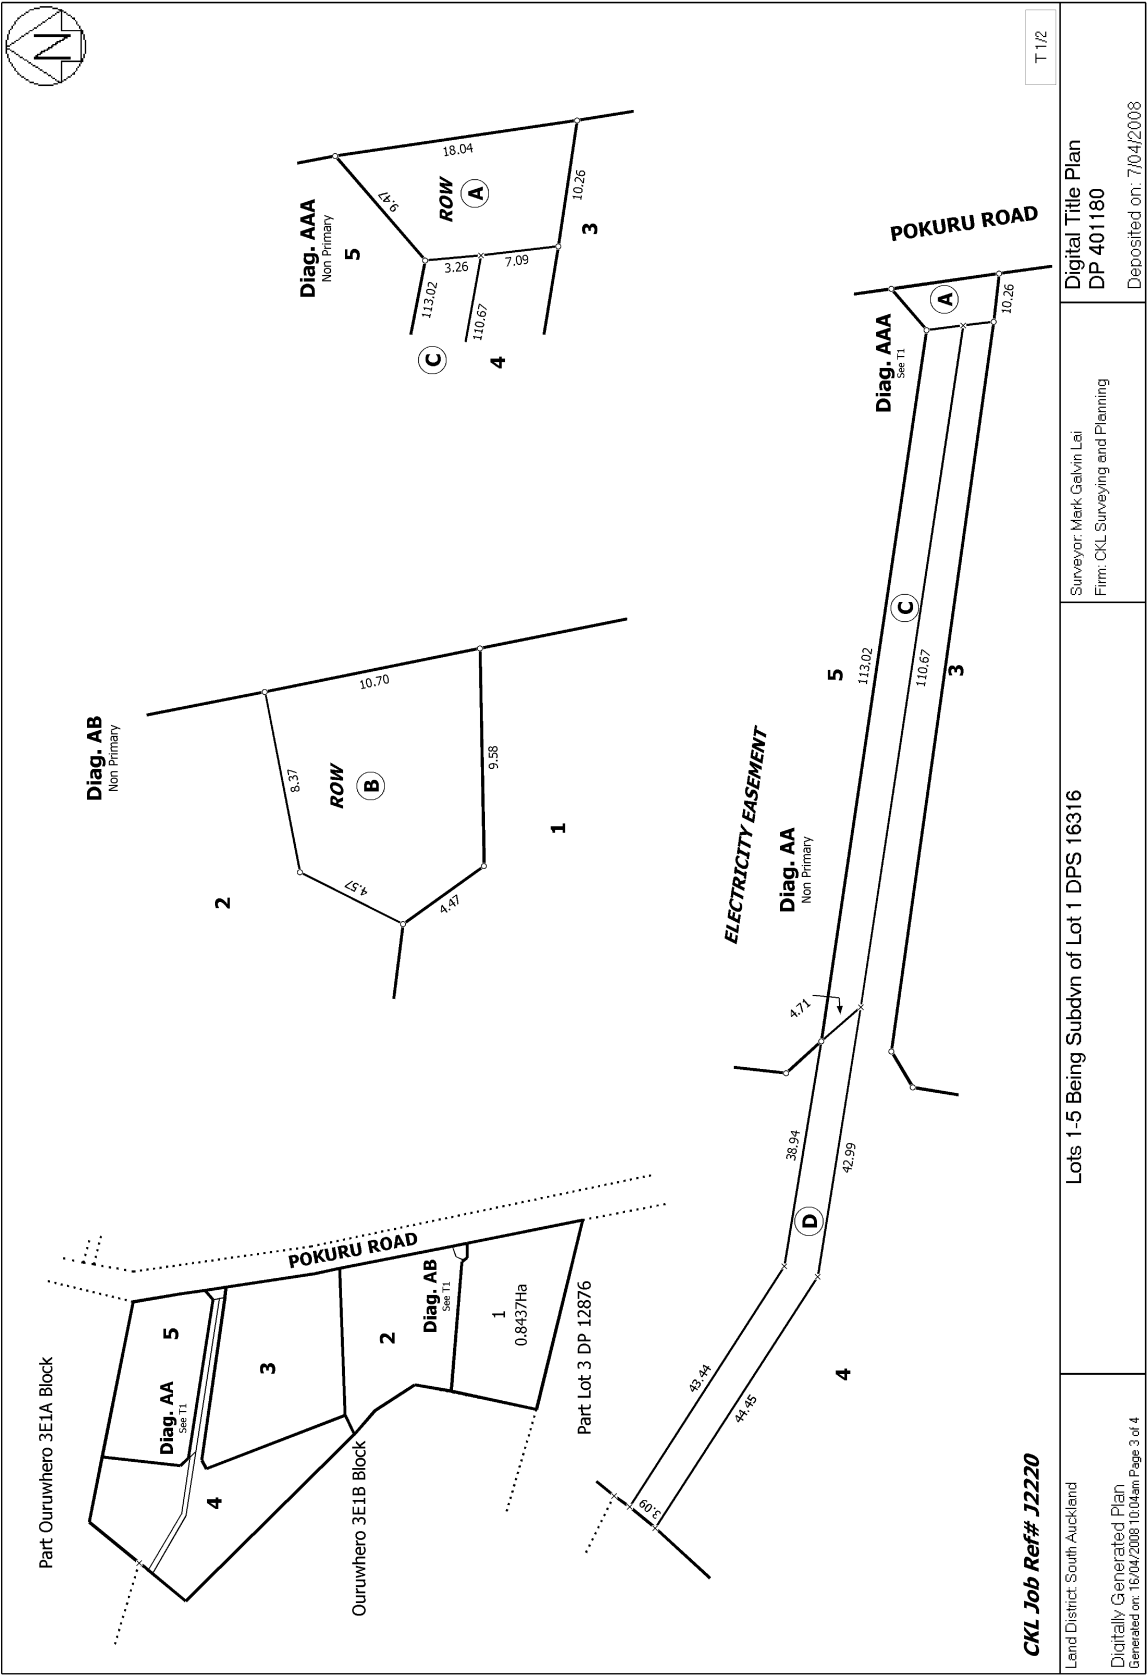 N
T 1/2
Part Ouruwhero 3E1A Block
5
Diag. AA
See T1
4
3
POKURU ROAD
2
Diag. AB
See T1
1
0.8437Ha
Ouruwhero 3E1B Block
Part Lot 3 DP 12876
Diag. AB
Non Primary
2
8.37
10.70
ROW
B
4.57
4.47
9.58
1
Diag. AAA
Non Primary
5
9.47
18.04
ROW
A
3.26
7.09
10.26
113.02
110.67
C
4
3
ELECTRICITY EASEMENT
Diag. AA
Non Primary
5
113.02
C
110.67
3
Diag. AAA
See T1
A
10.26
POKURU ROAD
4.71
38.94
42.99
D
43.44
44.45
3.09
4
CKL Job Ref# J2220
Land District: South Auckland
Digitally Generated Plan
Generated on: 16/04/2008 10:04am Page 3 of 4
Lots 1-5 Being Subdvn of Lot 1 DPS 16316
Surveyor: Mark Galvin Lai
Firm: CKL Surveying and Planning
Digital Title Plan
DP 401180
Deposited on: 7/04/2008